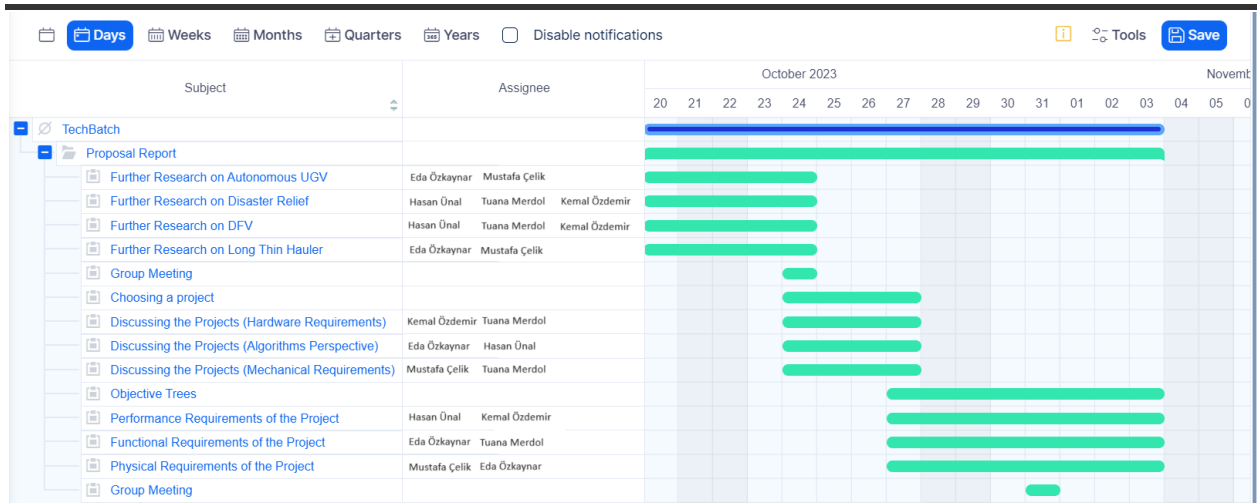 Days Weeks Months Quarters 365 Years Disable notifications Tools Save
Subject Assignee October 2023 Novemb
20 21 22 23 24 25 26 27 28 29 30 31 01 02 03 04 05 0
TechBatch
Proposal Report
Further Research on Autonomous UGV Eda Özkaynar Mustafa Çelik
Further Research on Disaster Relief Hasan Ünal Tuana Merdol Kemal Özdemir
Further Research on DFV Hasan Ünal Tuana Merdol Kemal Özdemir
Further Research on Long Thin Hauler Eda Özkaynar Mustafa Çelik
Group Meeting
Choosing a project
Discussing the Projects (Hardware Requirements) Kemal Özdemir Tuana Merdol
Discussing the Projects (Algorithms Perspective) Eda Özkaynar Hasan Ünal
Discussing the Projects (Mechanical Requirements) Mustafa Çelik Tuana Merdol
Objective Trees
Performance Requirements of the Project Hasan Ünal Kemal Özdemir
Functional Requirements of the Project Eda Özkaynar Tuana Merdol
Physical Requirements of the Project Mustafa Çelik Eda Özkaynar
Group Meeting